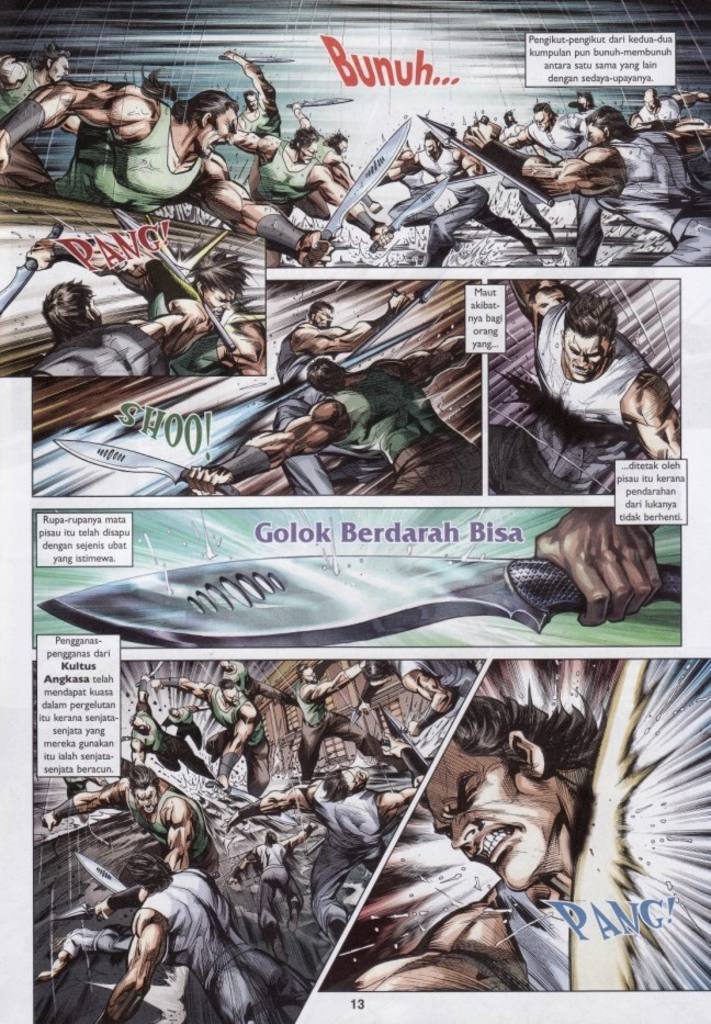 Bunuh...
Pengikut-pengikut dari kedua-dua
kumpulan pun bunuh-membunuh
antara satu sama yang lain
dengan sedaya-upayanya.
PANG!
SHOO!
Maut
akibat-
nya bagi
orang
yang...
...ditetak oleh
pisau itu kerana
pendarahan
dari lukanya
tidak berhenti.
Rupa-rupanya mata
pisau itu telah disapu
dengan sejenis ubat
yang istimewa.
Golok Berdarah Bisa
Pengganas-
pengganas dari
Kultus
Angkasa telah
mendapat kuasa
dalam pergelutan
itu kerana senjata-
senjata yang
mereka gunakan
itu ialah senjata-
senjata beracun.
PANG!
13